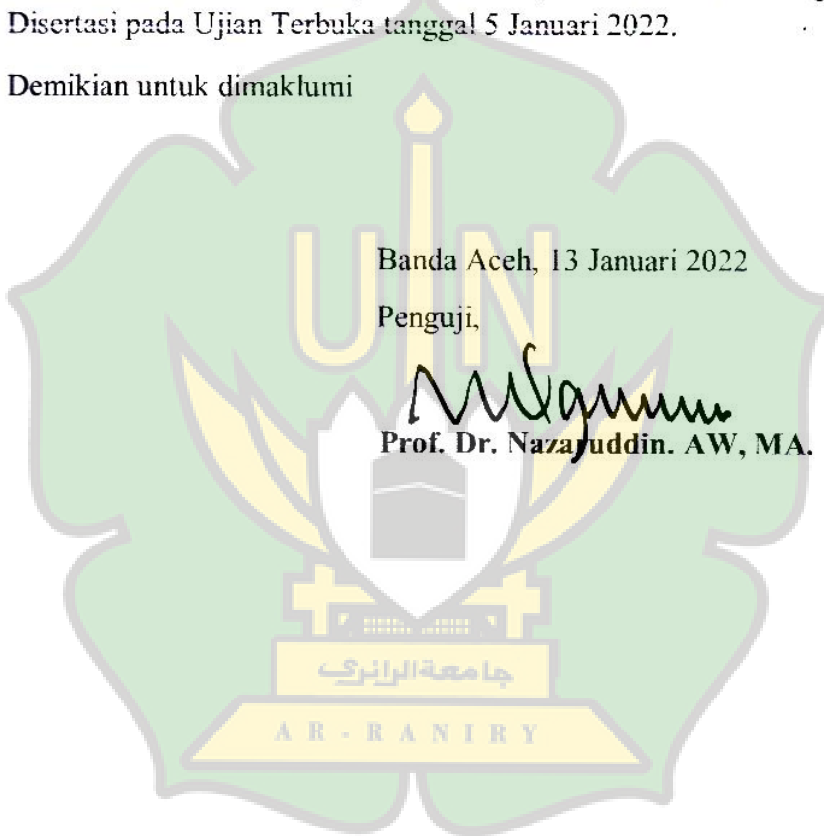 Disertasi pada Ujian Terbuka tanggal 5 Januari 2022.
Demikian untuk dimaklumi
Banda Aceh, 13 Januari 2022
Penguji,
Prof. Dr. Nazaruddin. AW, MA.
UIN
جامعة الرانري
AR-RANIRY